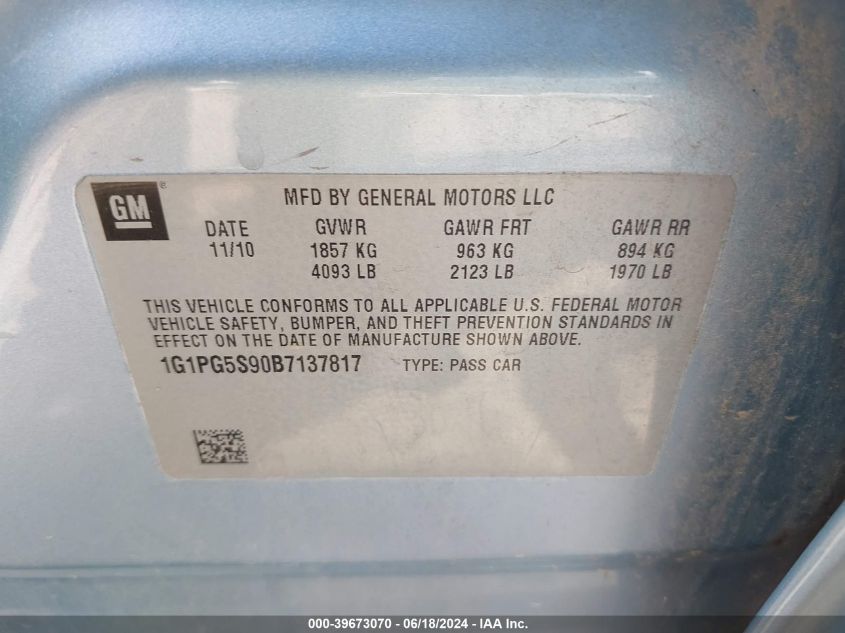 GM ®
MFD BY GENERAL MOTORS LLC
DATE GVWR GAWR FRT GAWR RR
11/10 1857 KG 963 KG 894 KG
4093 LB 2123 LB 1970 LB
THIS VEHICLE CONFORMS TO ALL APPLICABLE U.S. FEDERAL MOTOR
VEHICLE SAFETY, BUMPER, AND THEFT PREVENTION STANDARDS IN
EFFECT ON THE DATE OF MANUFACTURE SHOWN ABOVE.
1G1PG5S90B7137817 TYPE: PASS CAR
000-39673070 - 06/18/2024 - IAA Inc.